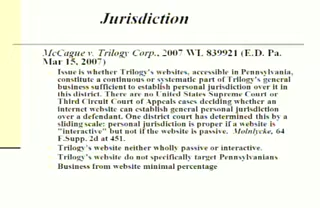 Jurisdiction
McCague v. Trilogy Corp., 2007 WL 839921 (E.D. Pa.
Mar 15, 2007)
Issue is whether Trilogy's websites, accessible in Pennsylvania,
constitute a continuous or systematic part of Trilogy's general
business sufficient to establish personal jurisdiction over it in
this district. There are no United States Supreme Court or
Third Circuit Court of Appeals cases deciding whether an
internet website can establish general personal jurisdiction
over a defendant. One district court has determined this by a
sliding scale: personal jurisdiction is proper if a website is
"interactive" but not if the website is passive. Molnlycke, 64
F.Supp. 2d at 451.
Trilogy's website neither wholly passive or interactive.
Trilogy's website do not specifically target Pennsylvanians
Business from website minimal percentage